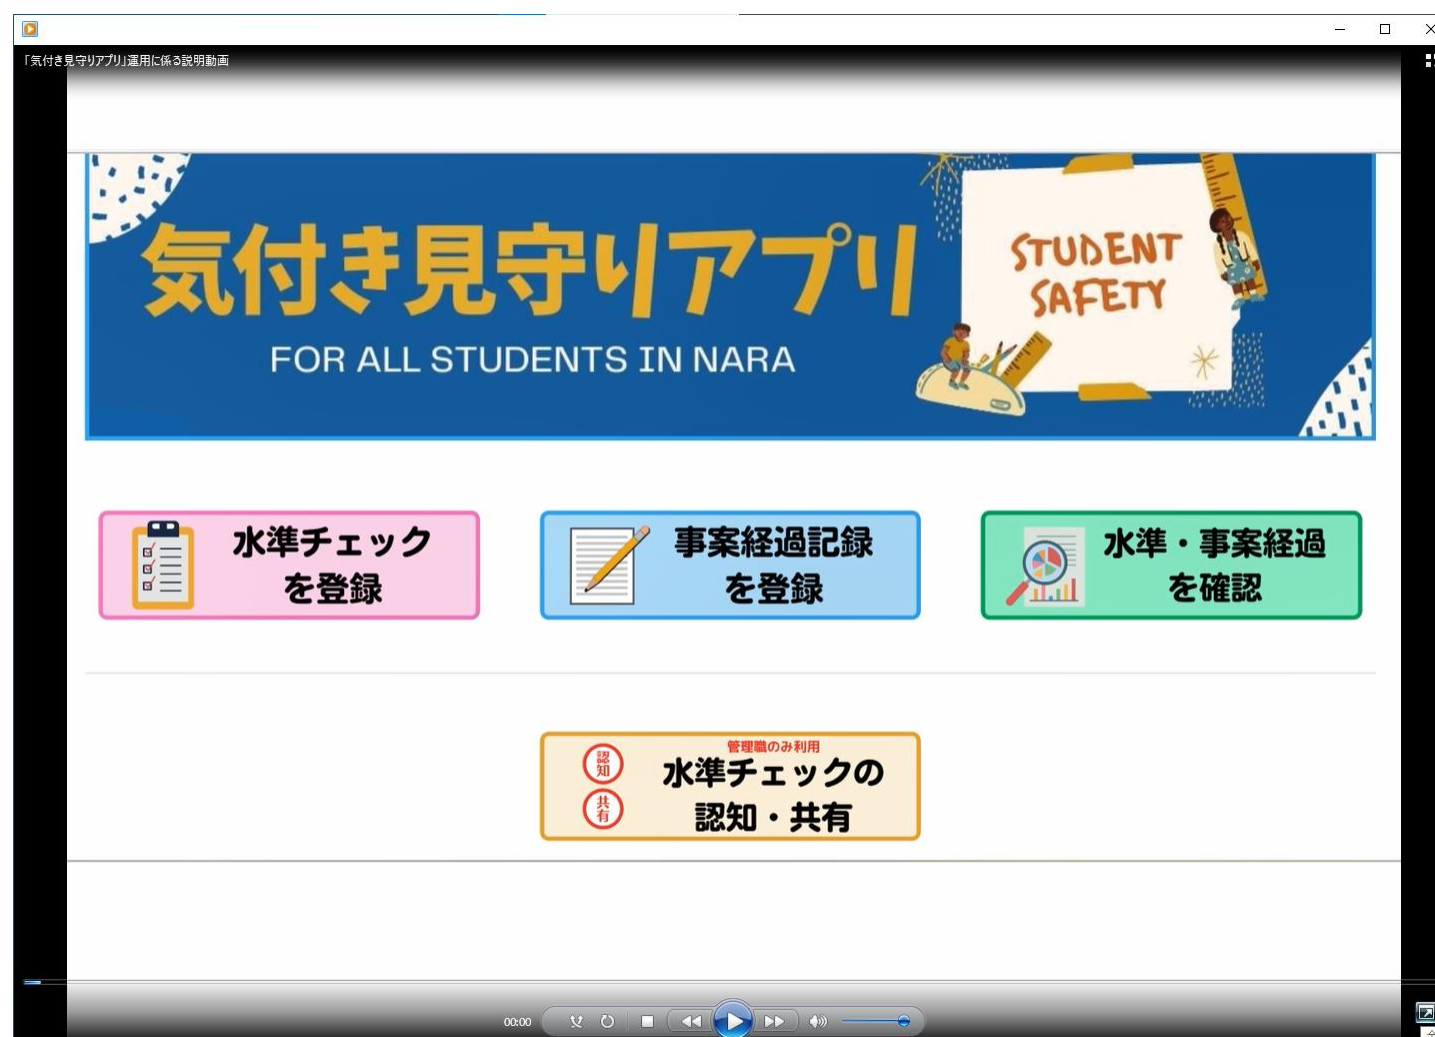 「気付き見守りアプリ」運用に係る説明動画
気付き見守りアプリ
FOR ALL STUDENTS IN NARA
STUDENT
SAFETY
水準チェック
を登録
事案経過記録
を登録
水準・事案経過
を確認
認知
共有
管理職のみ利用
水準チェックの
認知・共有
00:00